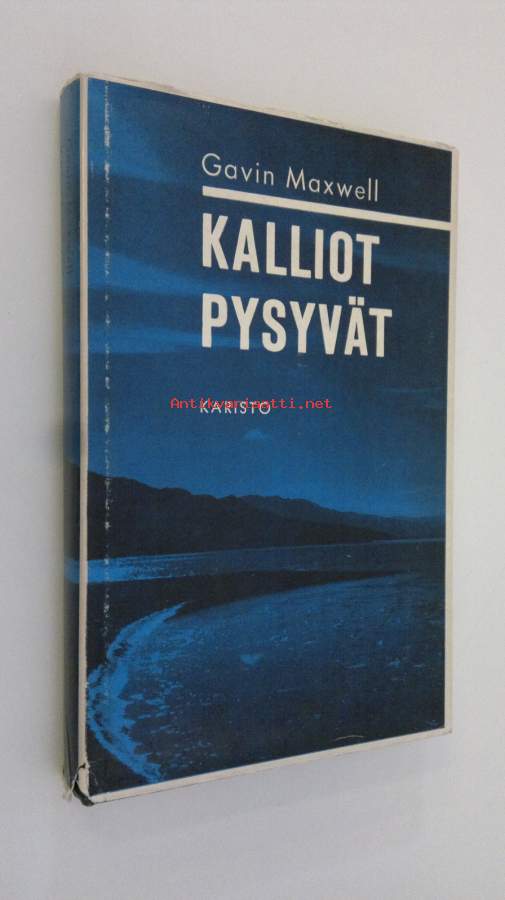 Gavin Maxwell
KALLIOT
PYSYVÄT
Antikvariaatti.net
KARISTO